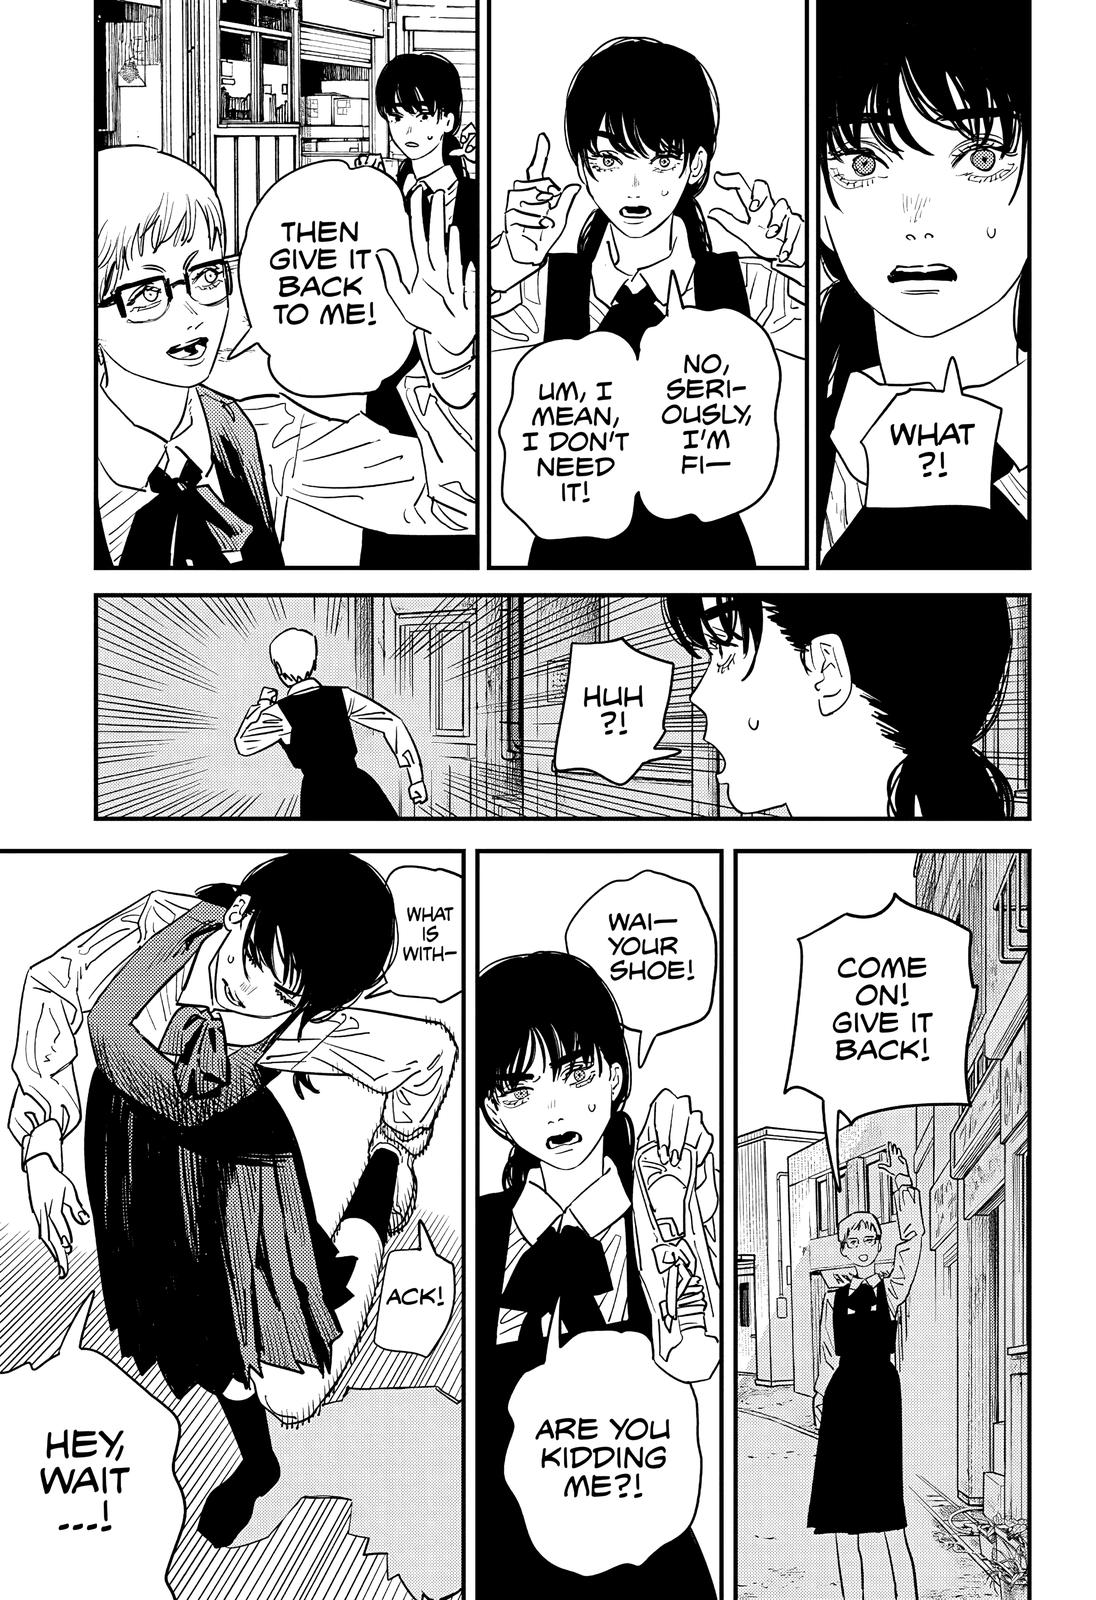 WHAT
?!
NO,
SERI-
OUSLY,
I'M
FI—
UM, I
MEAN,
I DON'T
NEED
IT!
THEN
GIVE IT
BACK
TO ME!
HUH
?!
COME
ON!
GIVE IT
BACK!
WAI—
YOUR
SHOE!
ARE YOU
KIDDING
ME?!
WHAT
IS
WITH—
ACK!
HEY,
WAIT
....!